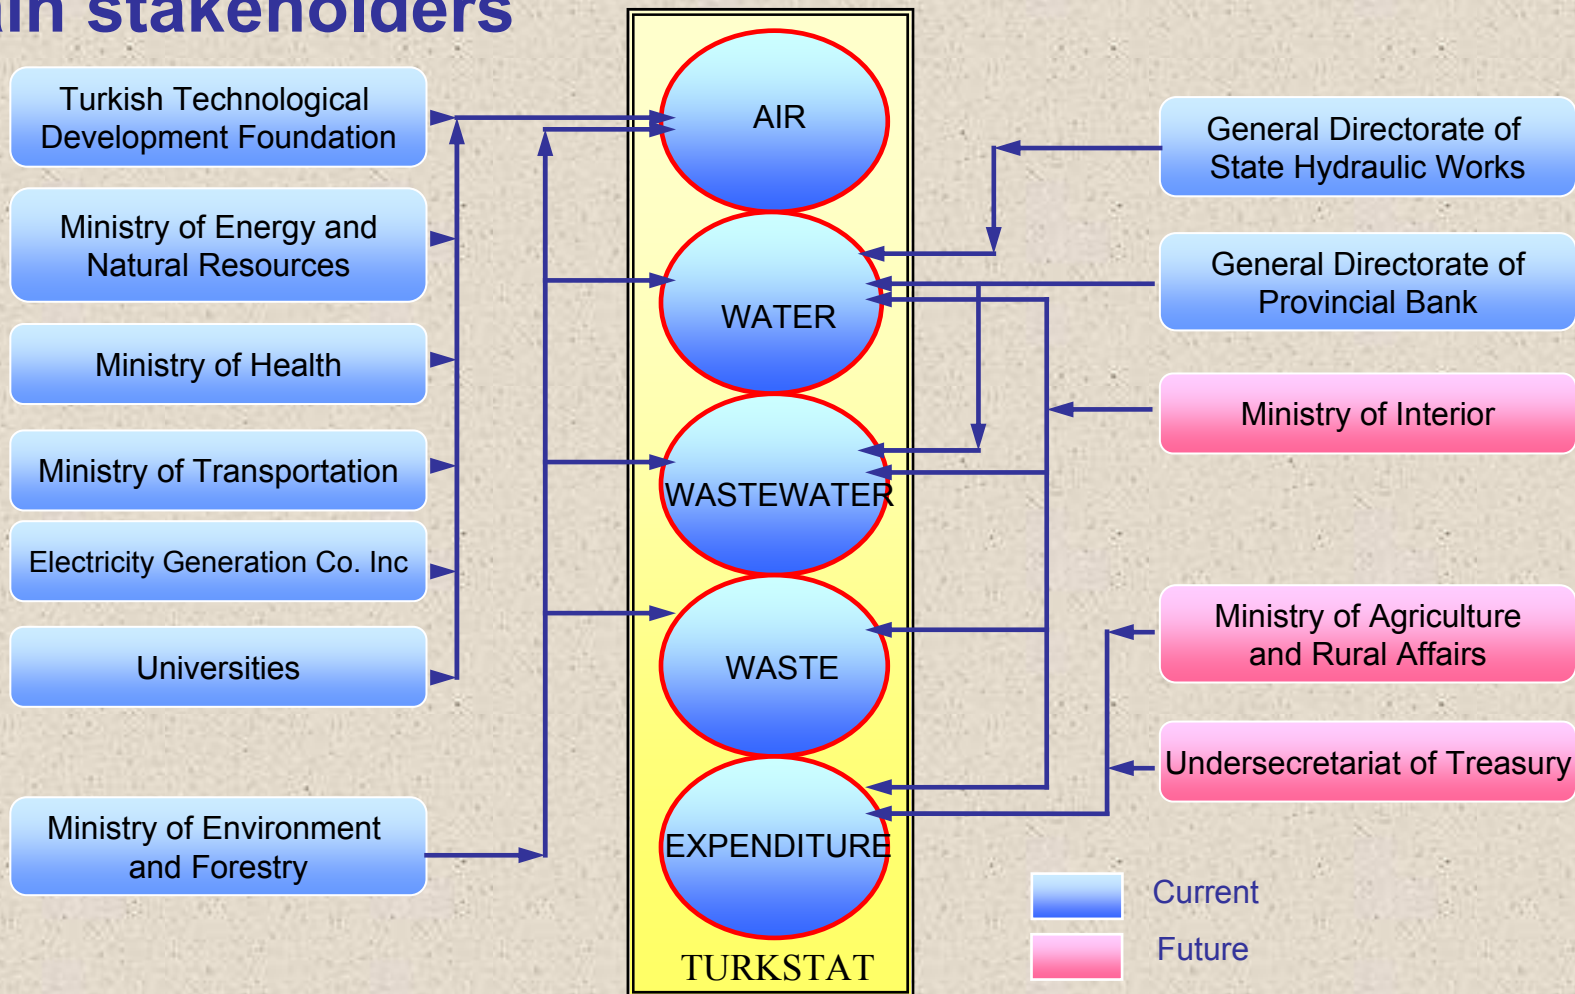 ain stakeholders
Turkish Technological
Development Foundation
Ministry of Energy and
Natural Resources
Ministry of Health
Ministry of Transportation
Electricity Generation Co. Inc
Universities
Ministry of Environment
and Forestry
AIR
WATER
WASTEWATER
WASTE
EXPENDITURE
TURKSTAT
General Directorate of
State Hydraulic Works
General Directorate of
Provincial Bank
Ministry of Interior
Ministry of Agriculture
and Rural Affairs
Undersecretariat of Treasury
Current
Future